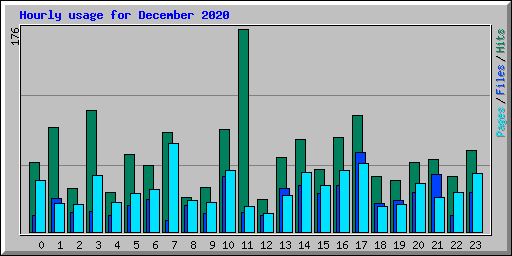 Hourly usage for December 2020
176
Pages / Files / Hits
0 1 2 3 4 5 6 7 8 9 10 11 12 13 14 15 16 17 18 19 20 21 22 23